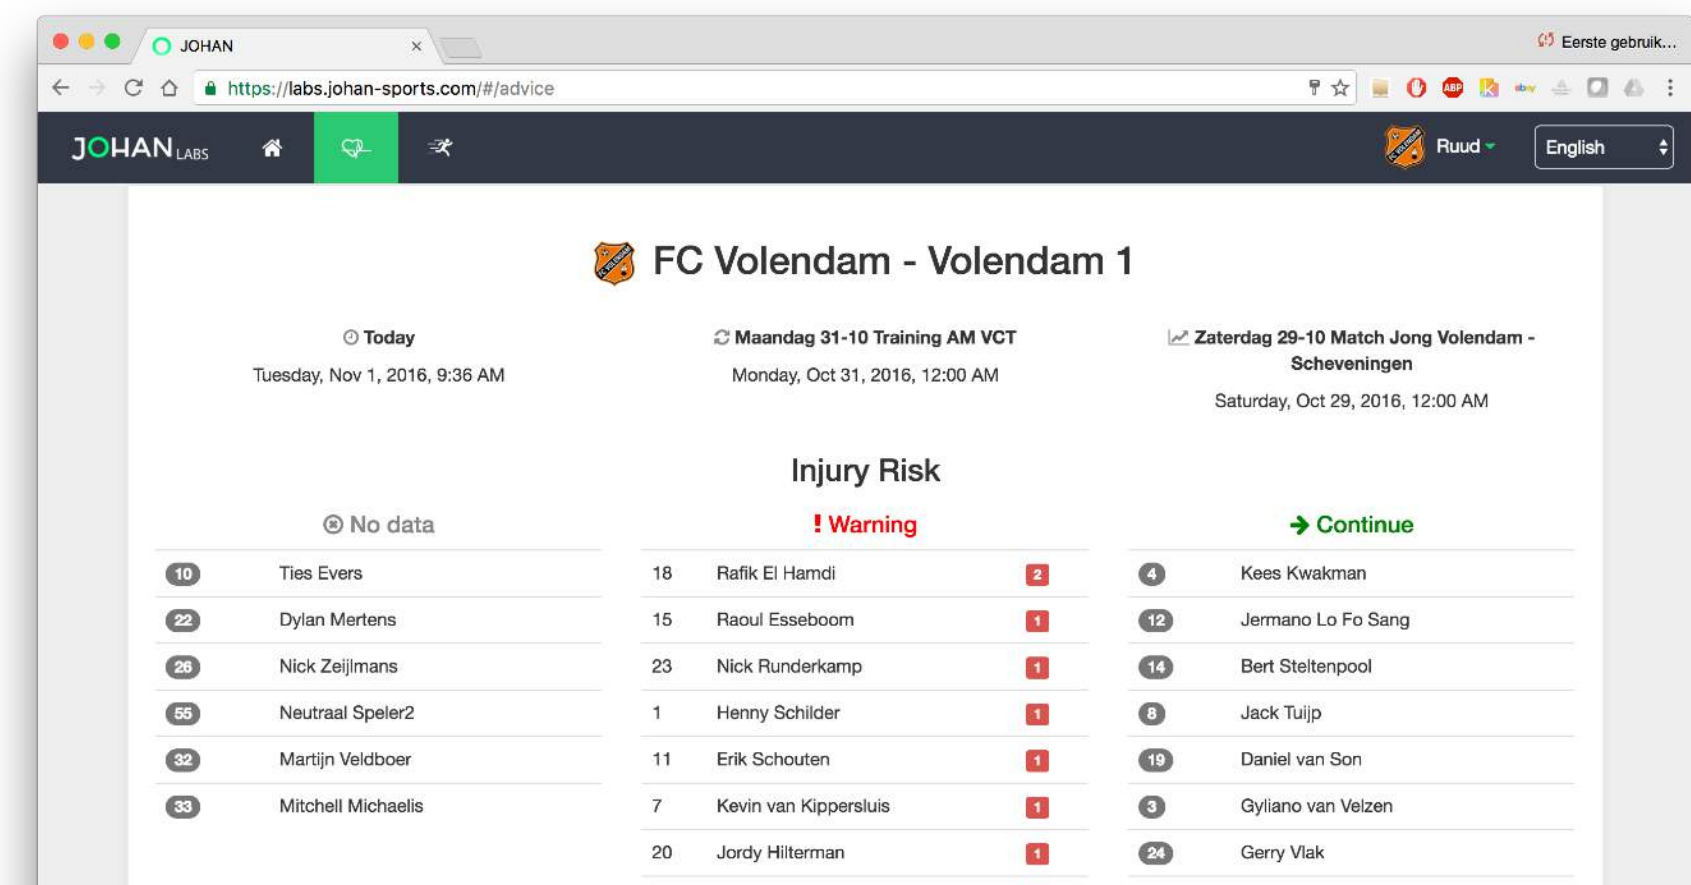 JOHAN
Eerste gebruik...
https://labs.johan-sports.com/#/advice
ABP
ebay
JOHAN LABS
Ruud
English
FC Volendam - Volendam 1
Today
Tuesday, Nov 1, 2016, 9:36 AM
Maandag 31-10 Training AM VCT
Monday, Oct 31, 2016, 12:00 AM
Zaterdag 29-10 Match Jong Volendam -
Scheveningen
Saturday, Oct 29, 2016, 12:00 AM
Injury Risk
No data
10 Ties Evers
22 Dylan Mertens
26 Nick Zeijlmans
55 Neutraal Speler2
32 Martijn Veldboer
33 Mitchell Michaelis
! Warning
18 Rafik El Hamdi 2
15 Raoul Esseboom 1
23 Nick Runderkamp 1
1 Henny Schilder 1
11 Erik Schouten 1
7 Kevin van Kippersluis 1
20 Jordy Hilterman 1
Continue
4 Kees Kwakman
12 Jermano Lo Fo Sang
14 Bert Steltenpool
8 Jack Tuijp
19 Daniel van Son
3 Gyliano van Velzen
24 Gerry Vlak